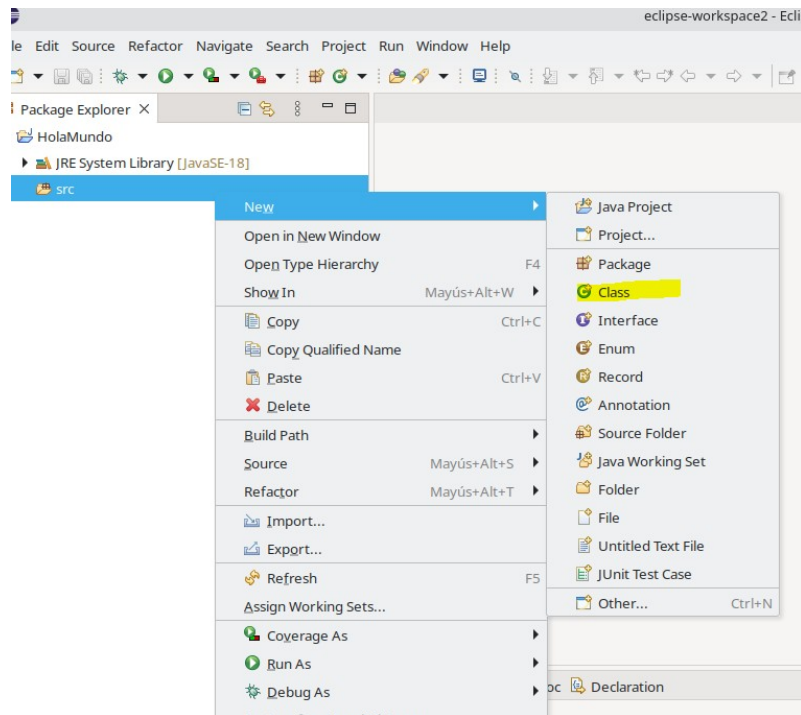 eclipse-workspace2 - Ecli
le Edit Source Refactor Navigate Search Project Run Window Help
Package Explorer
HolaMundo
JRE System Library [JavaSE-18]
src
New
Open in New Window
Open Type Hierarchy F4
Show In Mayús+Alt+W
Copy Ctrl+C
Copy Qualified Name
Paste Ctrl+V
Delete
Build Path
Source Mayús+Alt+S
Refactor Mayús+Alt+T
Import...
Export...
Refresh F5
Assign Working Sets...
Coverage As
Run As
Debug As
Java Project
Project...
Package
Class
Interface
Enum
Record
Annotation
Source Folder
Java Working Set
Folder
File
Untitled Text File
JUnit Test Case
Other... Ctrl+N
oc Declaration